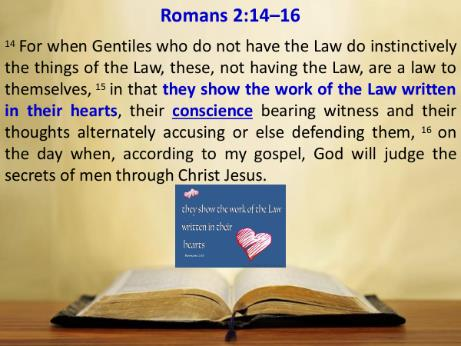 Romans 2:14–16
14 For when Gentiles who do not have the Law do instinctively
the things of the Law, these, not having the Law, are a law to
themselves, 15 in that they show the work of the Law written
in their hearts, their conscience bearing witness and their
thoughts alternately accusing or else defending them, 16 on
the day when, according to my gospel, God will judge the
secrets of men through Christ Jesus.
they show the work of the Law
written in their
hearts